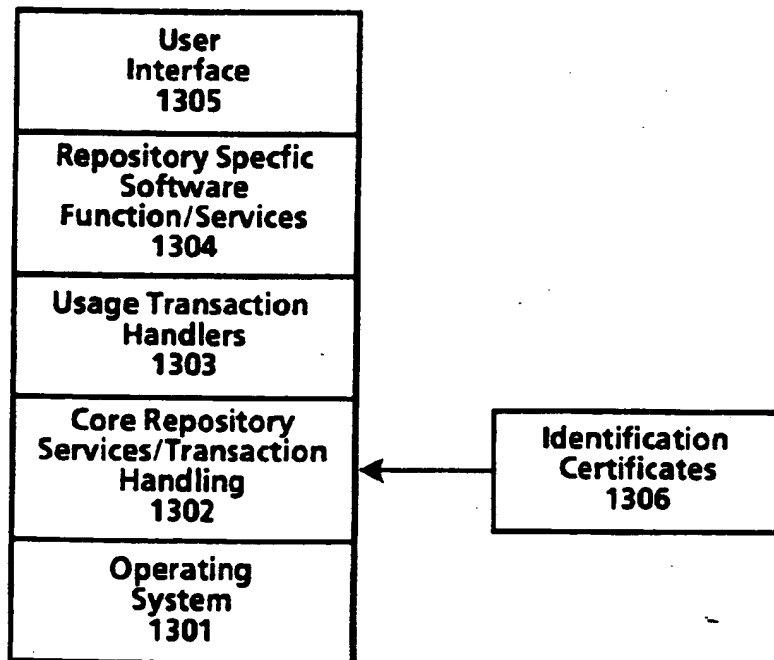 User
Interface
1305
Repository Specfic
Software
Function/Services
1304
Usage Transaction
Handlers
1303
Core Repository
Services/Transaction
Handling
1302
Identification
Certificates
1306
Operating
System
1301